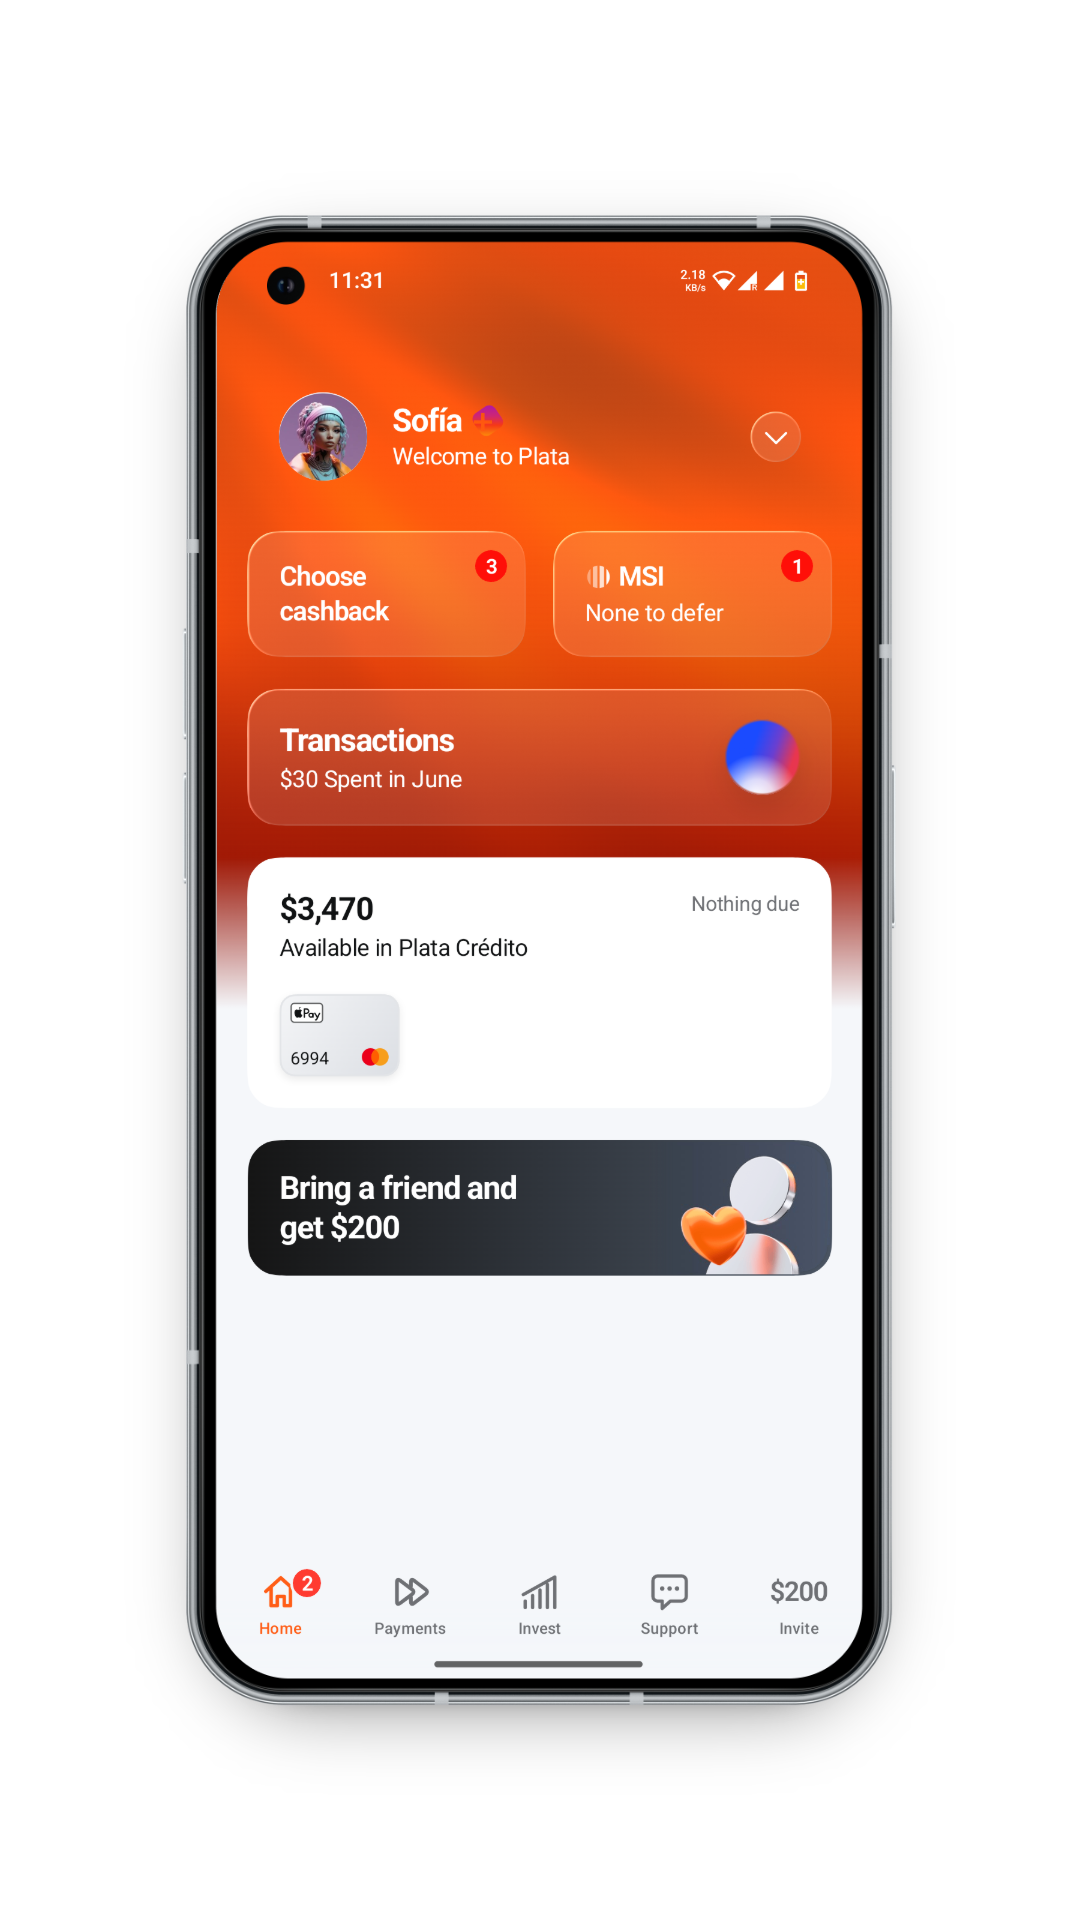 11:31
2.18
KB/s
R
Sofía
Welcome to Plata
Choose
cashback
3
MSI
None to defer
1
Transactions
$30 Spent in June
$3,470
Nothing due
Available in Plata Crédito
Pay
6994
Bring a friend and
get $200
2
$200
Home
Payments
Invest
Support
Invite